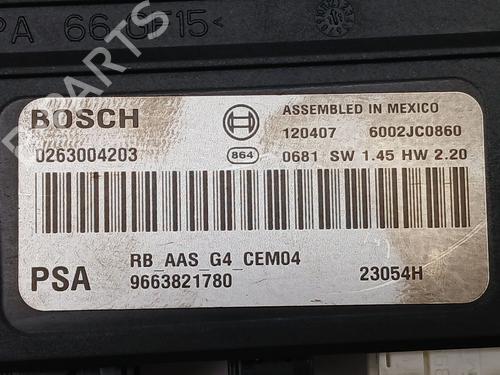 PA 66 GF15<
BOSCH
ASSEMBLED IN MEXICO
120407 6002JC0860
0263004203
864
0681 SW 1.45 HW 2.20
RB_AAS_G4_CEM04
PSA
9663821780
23054H